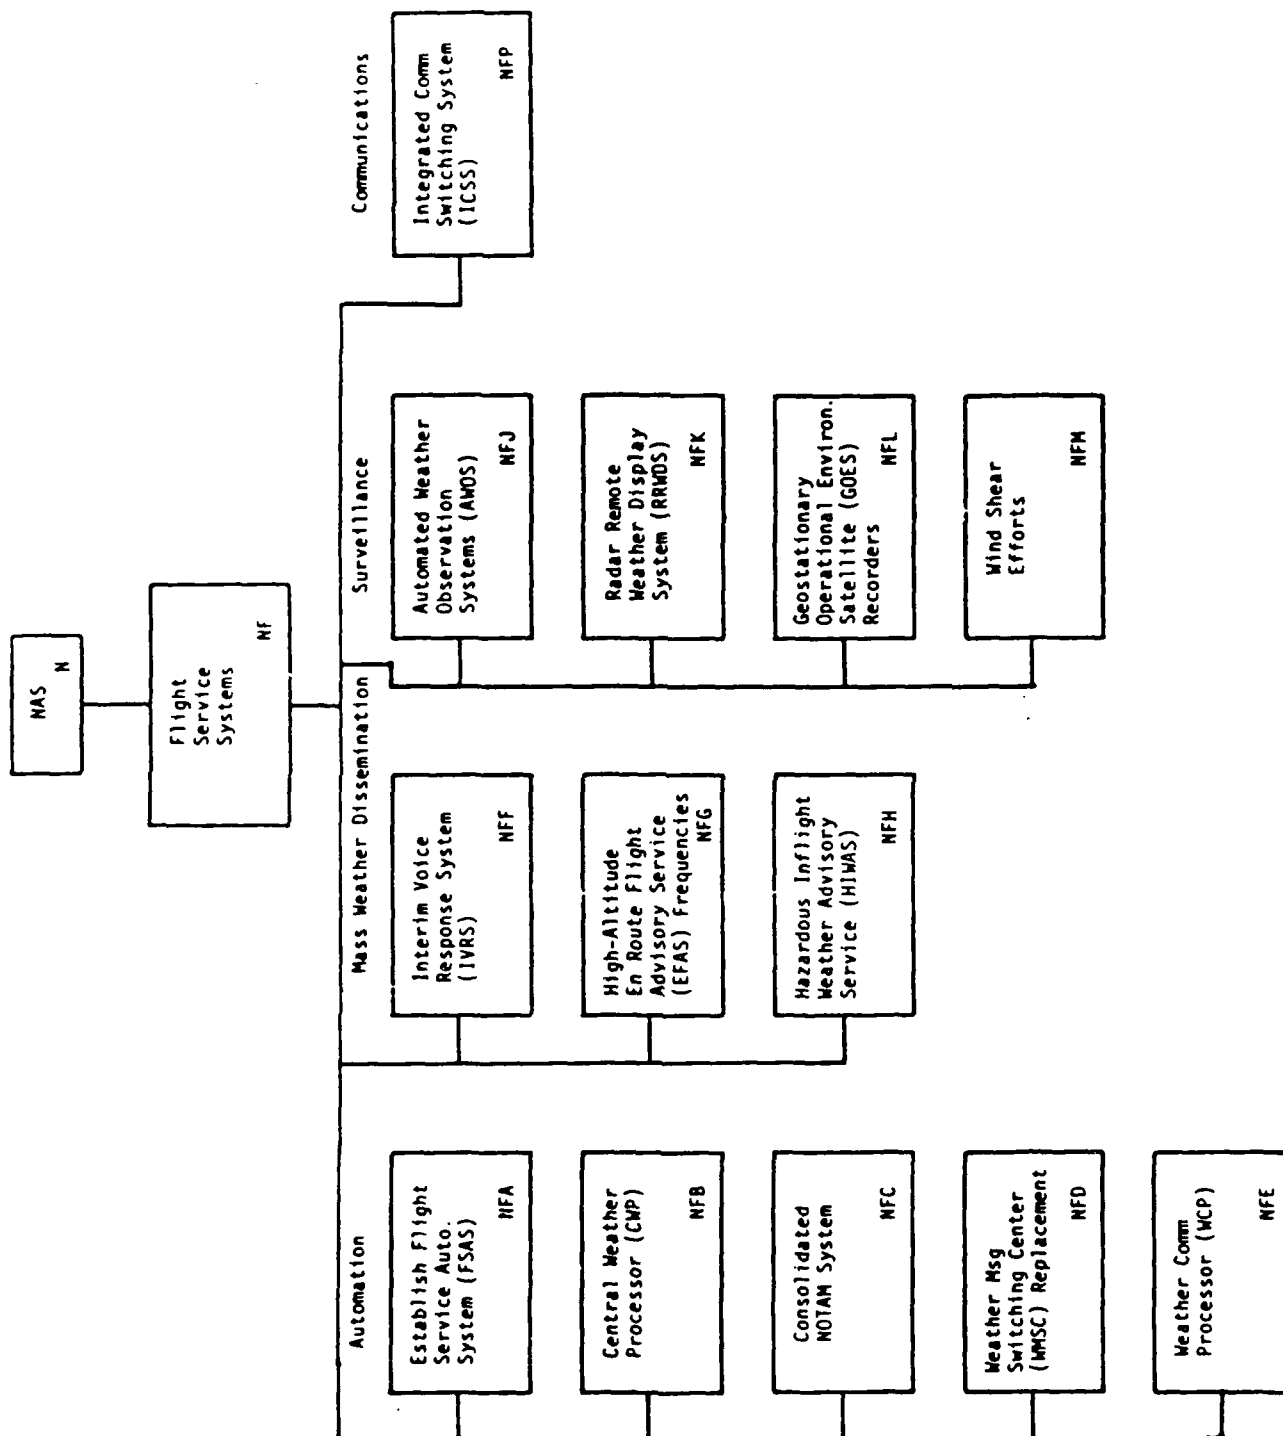 NAS
N
Flight
Service
Systems
NF
Automation
Establish Flight
Service Auto.
System (FSAS)
NFA
Central Weather
Processor (CWP)
NFB
Consolidated
NOTAM System
NFC
Weather Msg
Switching Center
(WMSC) Replacement
NFD
Weather Comm
Processor (WCP)
NFE
Mass Weather Dissemination
Interim Voice
Response System
(IVRS)
NFF
High-Altitude
En Route Flight
Advisory Service
(EFAS) Frequencies
NFG
Hazardous Inflight
Weather Advisory
Service (HIWAS)
NFH
Surveillance
Automated Weather
Observation
Systems (AWOS)
NFJ
Radar Remote
Weather Display
System (RRWDS)
NFK
Geostationary
Operational Environ.
Satellite (GOES)
Recorders
NFL
Wind Shear
Efforts
NFM
Communications
Integrated Comm
Switching System
(ICSS)
NFP